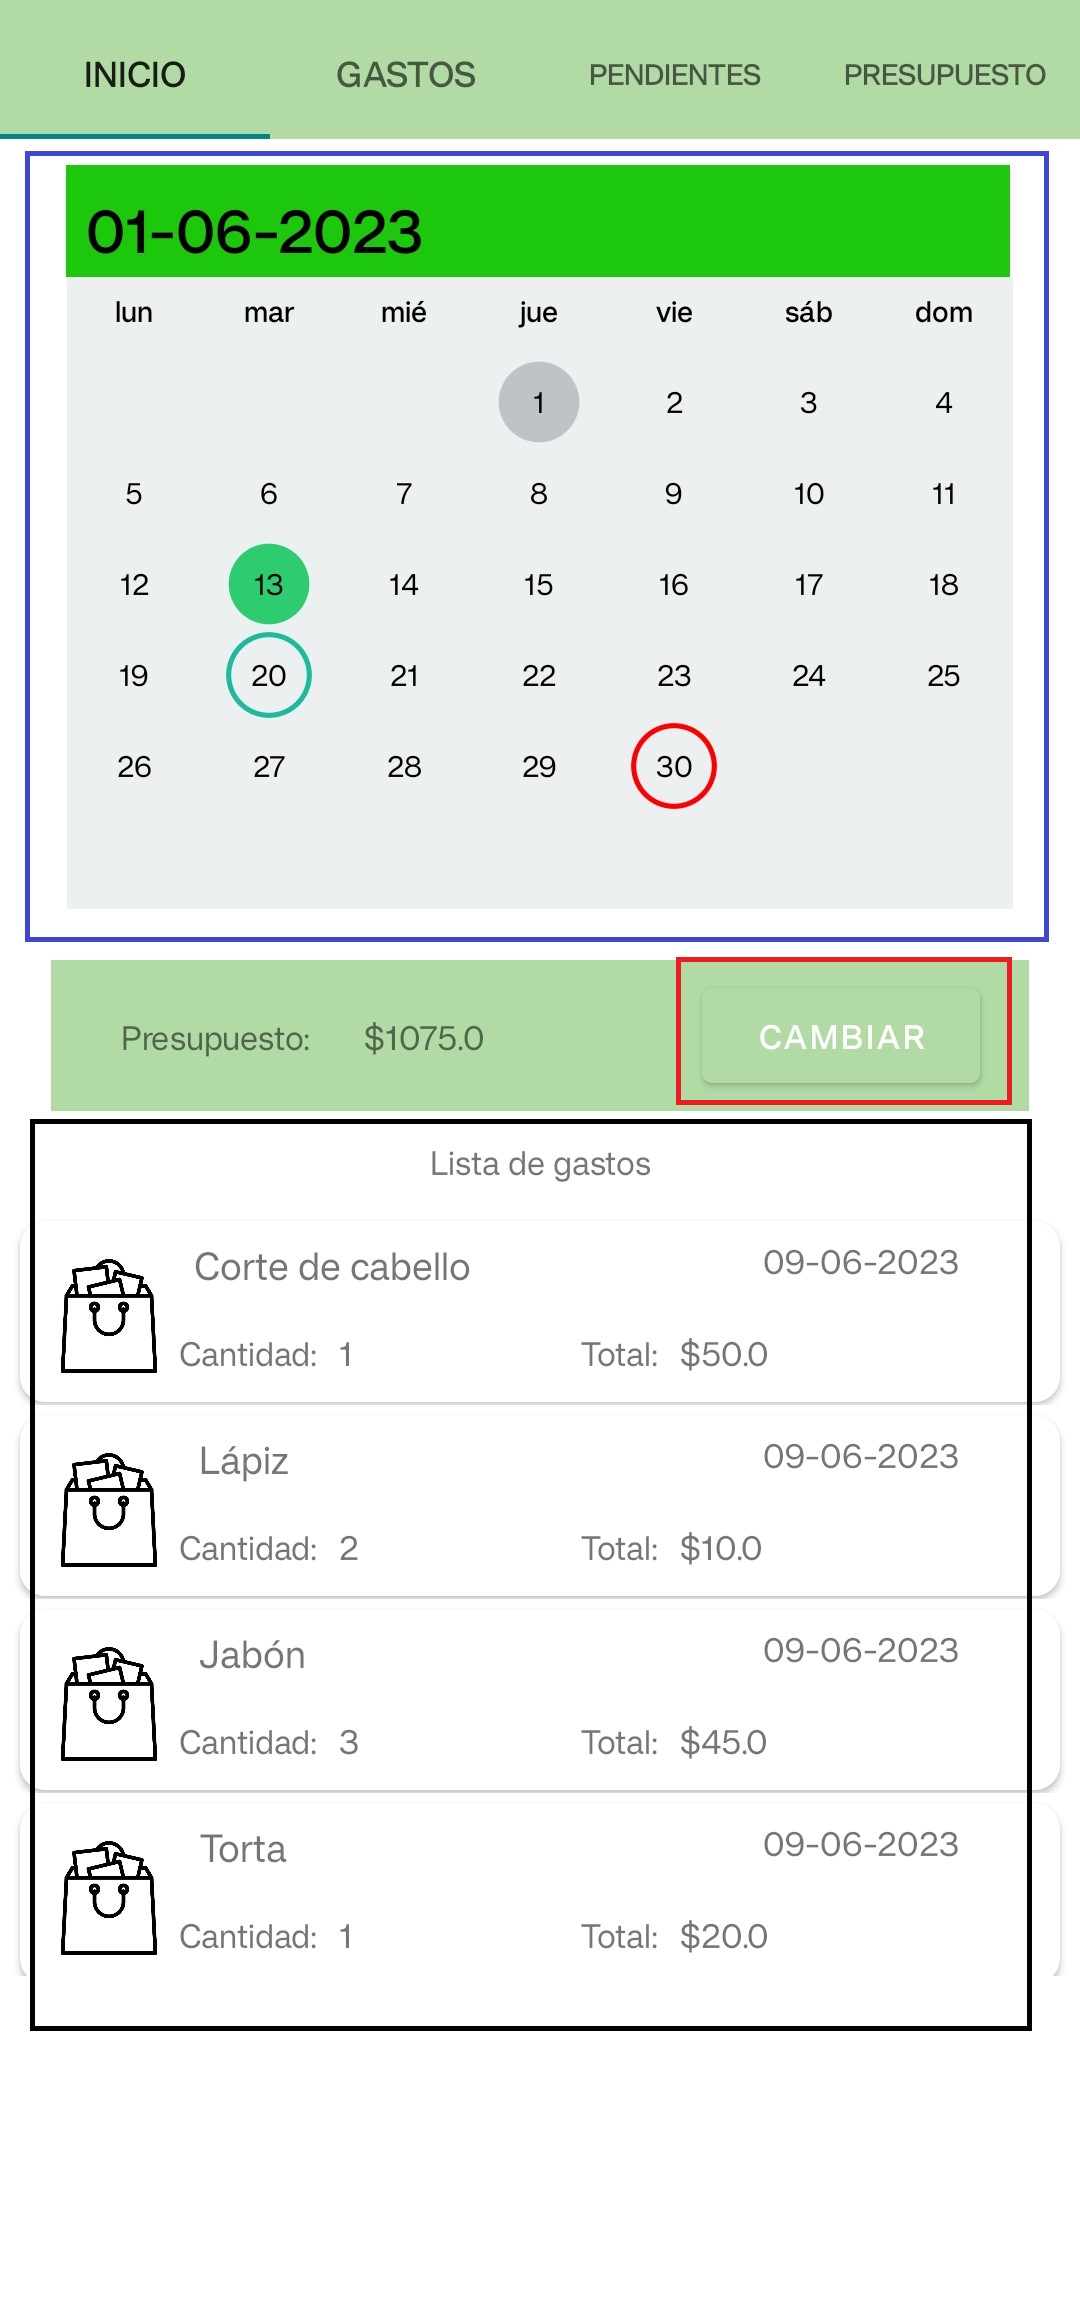 INICIO GASTOS PENDIENTES PRESUPUESTO
01-06-2023
lun mar mié jue vie sáb dom
1 2 3 4
5 6 7 8 9 10 11
12 13 14 15 16 17 18
19 20 21 22 23 24 25
26 27 28 29 30
Presupuesto: $1075.0 CAMBIAR
Lista de gastos
Corte de cabello 09-06-2023
Cantidad: 1 Total: $50.0
Lápiz 09-06-2023
Cantidad: 2 Total: $10.0
Jabón 09-06-2023
Cantidad: 3 Total: $45.0
Torta 09-06-2023
Cantidad: 1 Total: $20.0